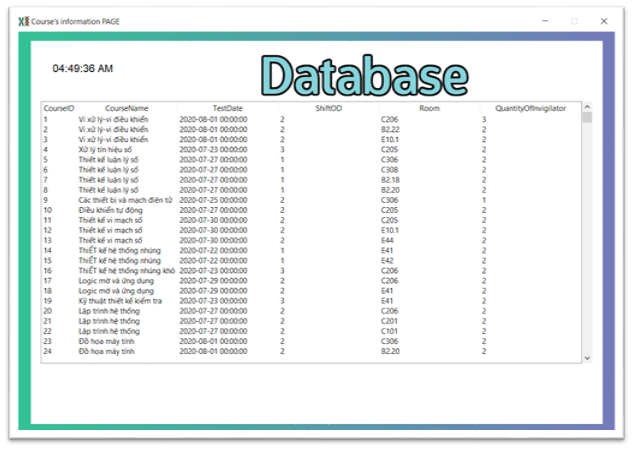 Course's information PAGE
04:49:36 AM
Database
CourseID CourseName TestDate ShiftOD Room QuantityOfInvigilator
1 Vi xử lý-vi điều khiển 2020-08-01 00:00:00 2 C206 3
2 Vi xử lý-vi điều khiển 2020-08-01 00:00:00 2 B2.22 2
3 Vi xử lý-vi điều khiển 2020-08-01 00:00:00 2 E10.1 2
4 Xử lý tín hiệu số 2020-07-23 00:00:00 3 C205 2
5 Thiết kế luận lý số 2020-07-27 00:00:00 1 C306 2
6 Thiết kế luận lý số 2020-07-27 00:00:00 1 C308 2
7 Thiết kế luận lý số 2020-07-27 00:00:00 1 B2.18 2
8 Thiết kế luận lý số 2020-07-27 00:00:00 1 B2.20 2
9 Các thiết bị và mạch điện tử 2020-07-25 00:00:00 2 C306 1
10 Điều khiển tự động 2020-07-27 00:00:00 2 C205 2
11 Thiết kế vi mạch số 2020-07-30 00:00:00 2 C205 2
12 Thiết kế vi mạch số 2020-07-30 00:00:00 2 E10.1 2
13 Thiết kế vi mạch số 2020-07-30 00:00:00 2 E44 2
14 ThiẾT kế hệ thống nhúng 2020-07-22 00:00:00 1 E41 2
15 ThiẾT kế hệ thống nhúng 2020-07-22 00:00:00 1 E42 2
16 ThiẾT kế hệ thống nhúng khô 2020-07-23 00:00:00 3 C206 2
17 Logic mờ và ứng dụng 2020-07-29 00:00:00 2 C206 2
18 Logic mờ và ứng dụng 2020-07-29 00:00:00 2 E41 2
19 Kỹ thuật thiết kế kiểm tra 2020-07-23 00:00:00 3 E41 2
20 Lập trình hệ thống 2020-07-27 00:00:00 2 C206 2
21 Lập trình hệ thống 2020-07-27 00:00:00 2 C201 2
22 Lập trình hệ thống 2020-07-27 00:00:00 2 C101 2
23 Đồ họa máy tính 2020-08-01 00:00:00 2 C306 2
24 Đồ họa máy tính 2020-08-01 00:00:00 2 B2.20 2